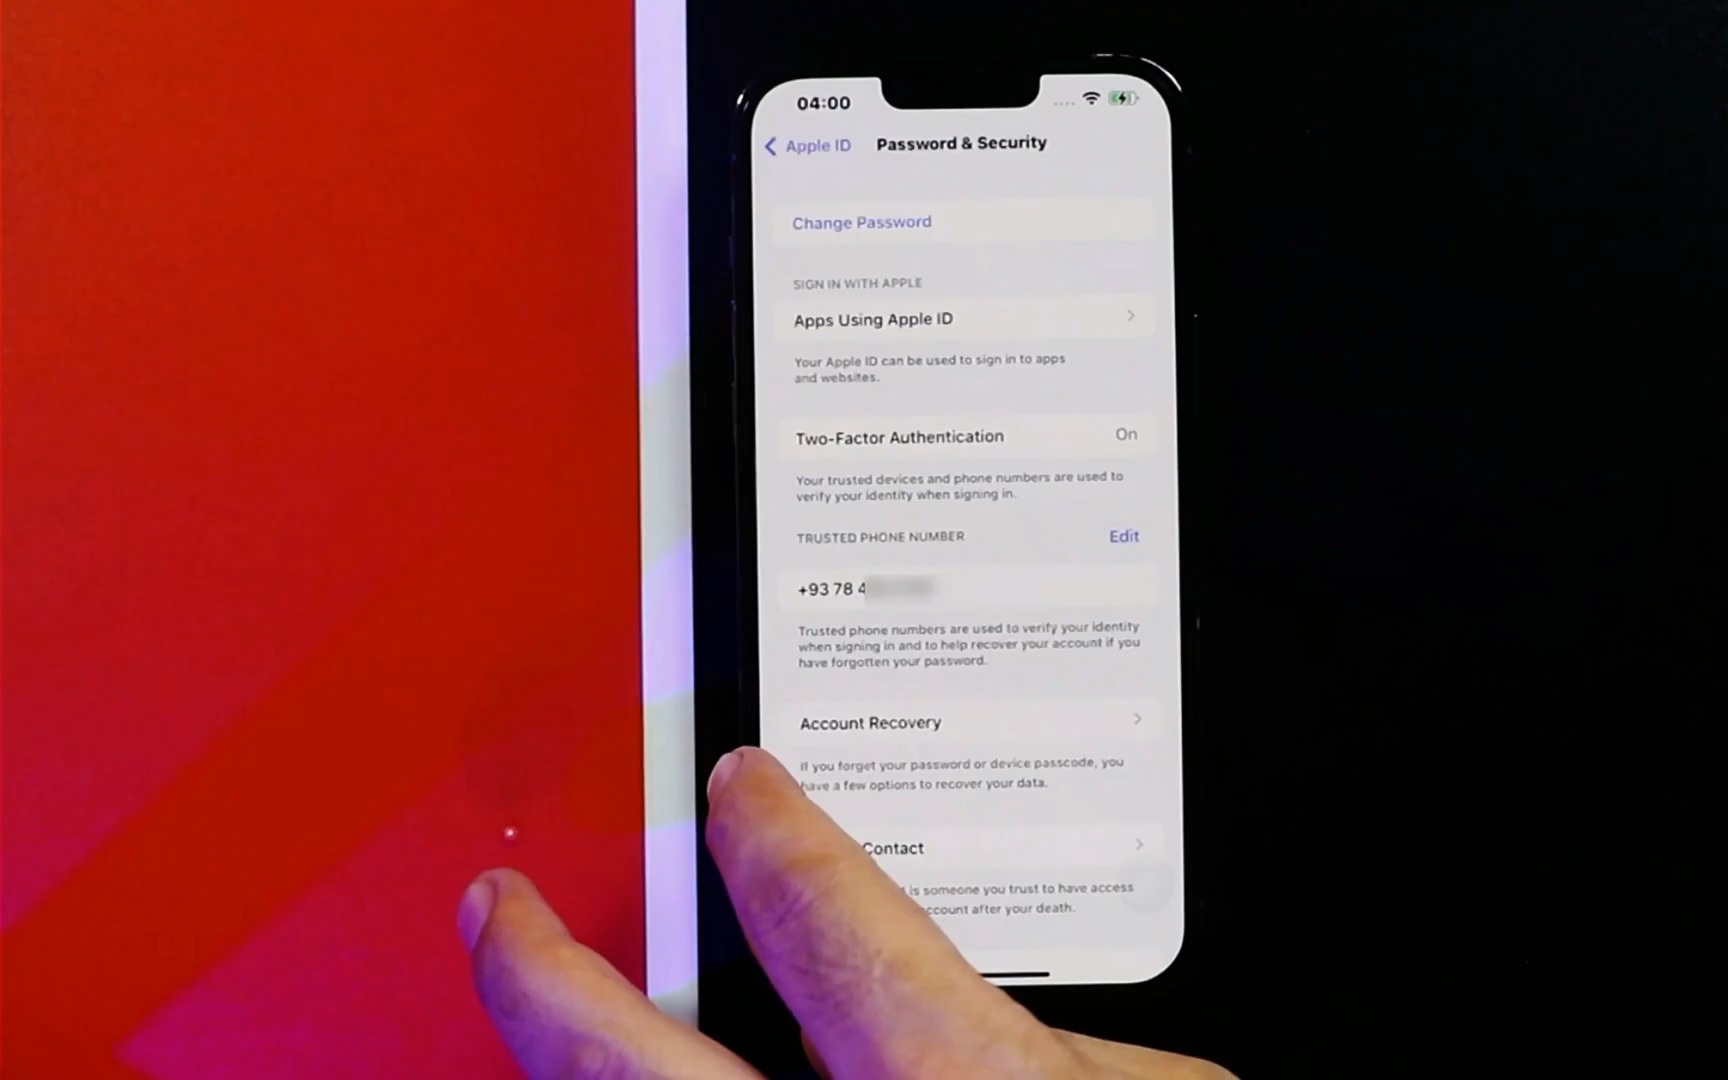 04:00
Apple ID
Password & Security
Change Password
SIGN IN WITH APPLE
Apps Using Apple ID
Your Apple ID can be used to sign in to apps
and websites.
Two-Factor Authentication On
Your trusted devices and phone numbers are used to
verify your identity when signing in.
TRUSTED PHONE NUMBER Edit
+93 78 4
Trusted phone numbers are used to verify your identity
when signing in and to help recover your account if you
have forgotten your password.
Account Recovery
If you forget your password or device passcode, you
have a few options to recover your data.
Contact
is someone you trust to have access
account after your death.